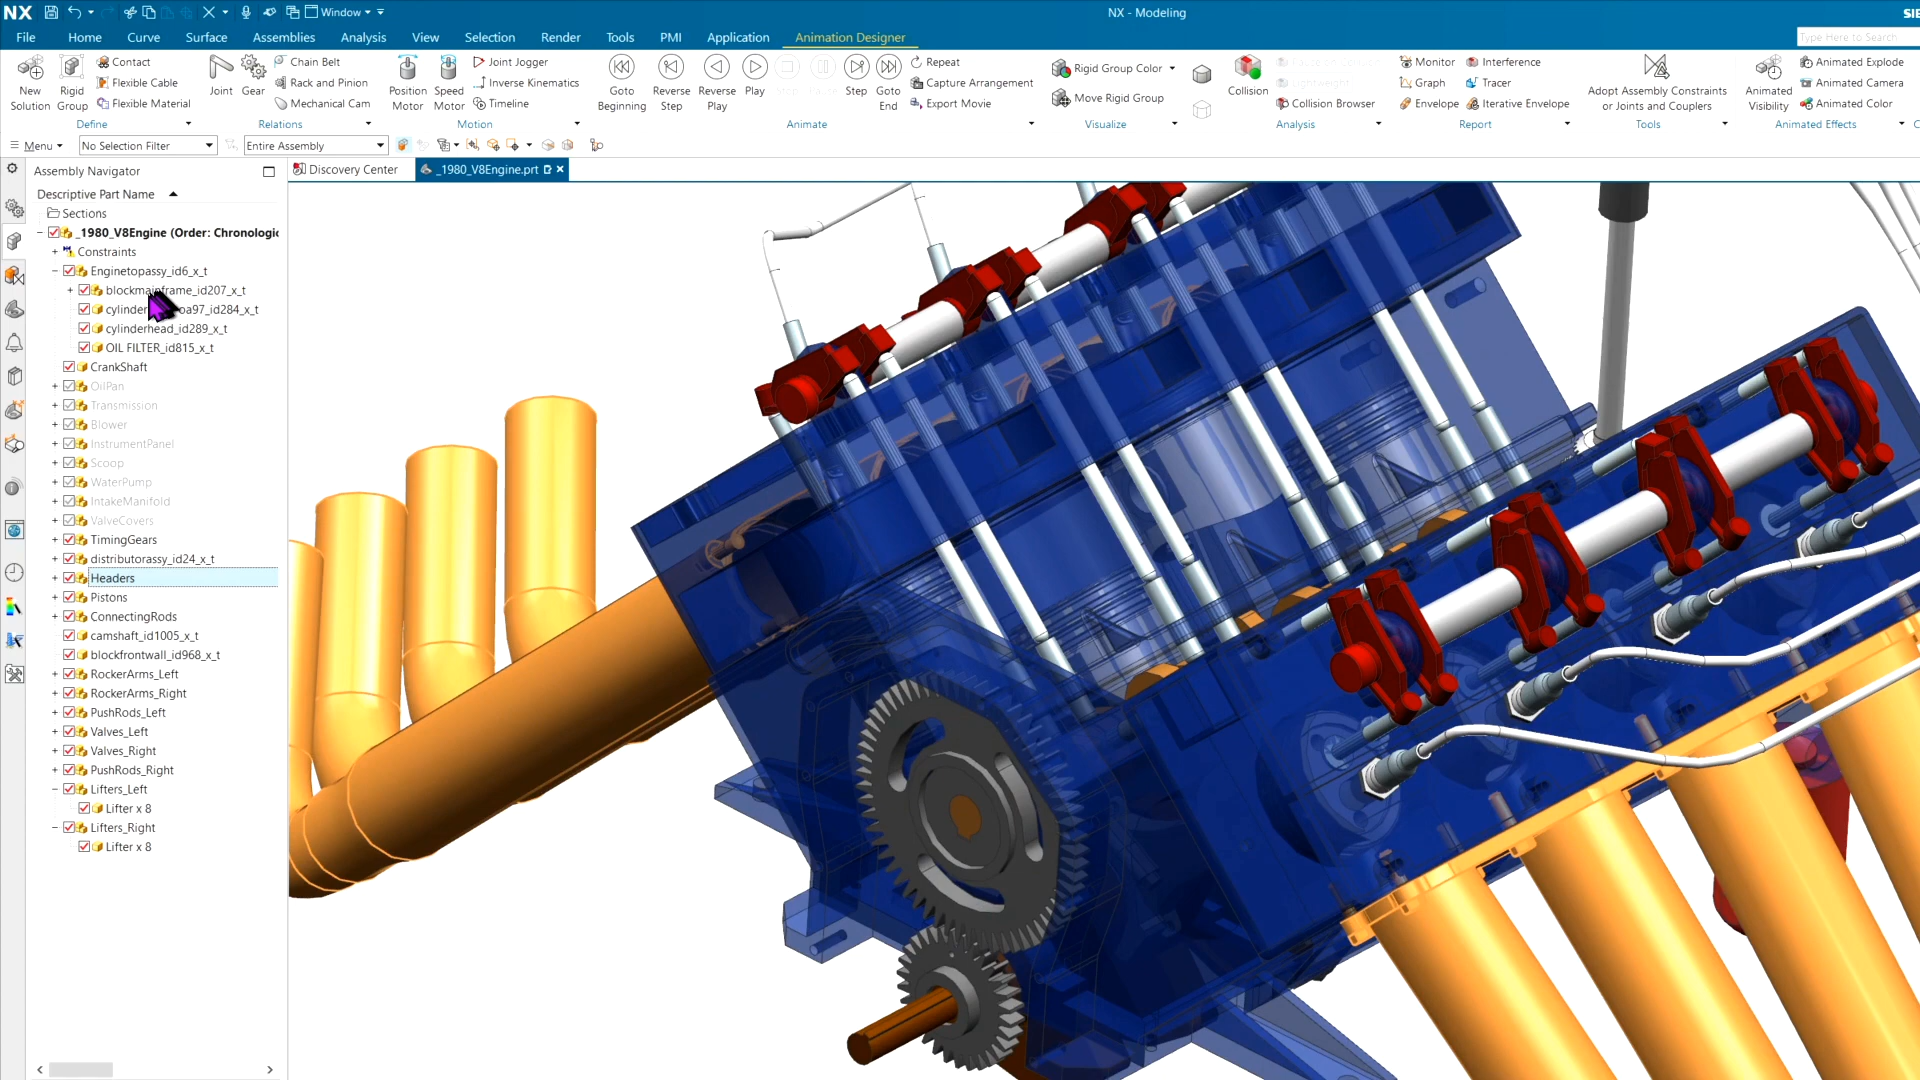 NX Window NX - Modeling SIE
File Home Curve Surface Assemblies Analysis View Selection Render Tools PMI Application Animation Designer Type Here to Search
New Solution
Rigid Group
Contact
Flexible Cable
Flexible Material
Define
Joint
Gear
Chain Belt
Rack and Pinion
Mechanical Cam
Relations
Position Motor
Speed Motor
Joint Jogger
Inverse Kinematics
Timeline
Motion
Goto Beginning
Reverse Step
Reverse Play
Play
Step
Goto End
Repeat
Capture Arrangement
Export Movie
Animate
Rigid Group Color
Move Rigid Group
Visualize
Collision
Collision Browser
Analysis
Monitor
Graph
Envelope
Interference
Tracer
Iterative Envelope
Report
Adopt Assembly Constraints
or Joints and Couplers
Tools
Animated Visibility
Animated Explode
Animated Camera
Animated Color
Animated Effects
Menu No Selection Filter Entire Assembly
Assembly Navigator
Discovery Center _1980_V8Engine.prt
Descriptive Part Name
Sections
_1980_V8Engine (Order: Chronologic
Constraints
Enginetopassy_id6_x_t
blockmainframe_id207_x_t
cylinder oa97_id284_x_t
cylinderhead_id289_x_t
OIL FILTER_id815_x_t
CrankShaft
OilPan
Transmission
Blower
InstrumentPanel
Scoop
WaterPump
IntakeManifold
ValveCovers
TimingGears
distributorassy_id24_x_t
Headers
Pistons
ConnectingRods
camshaft_id1005_x_t
blockfrontwall_id968_x_t
RockerArms_Left
RockerArms_Right
PushRods_Left
Valves_Left
Valves_Right
PushRods_Right
Lifters_Left
Lifter x 8
Lifters_Right
Lifter x 8